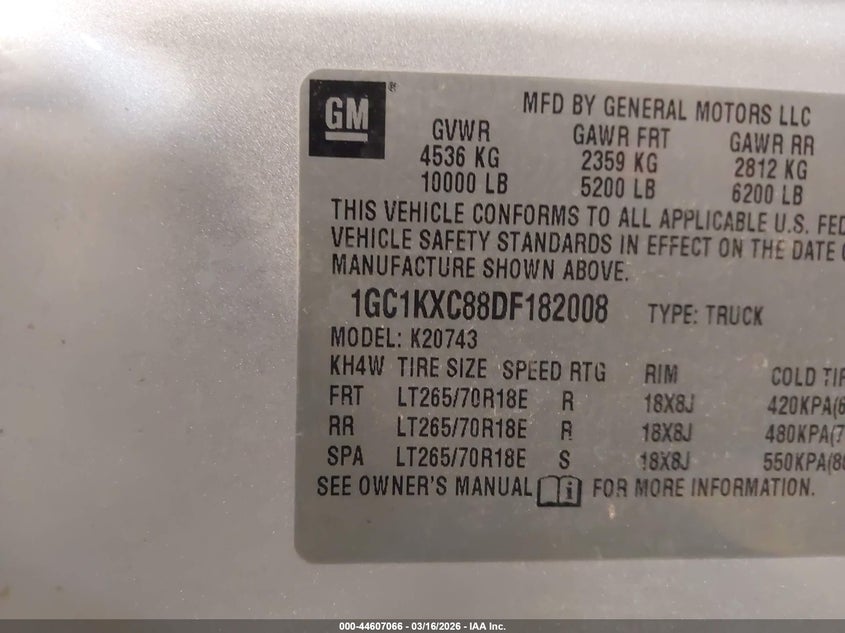 GM ®
MFD BY GENERAL MOTORS LLC
GVWR GAWR FRT GAWR RR
4536 KG 2359 KG 2812 KG
10000 LB 5200 LB 6200 LB
THIS VEHICLE CONFORMS TO ALL APPLICABLE U.S. FED
VEHICLE SAFETY STANDARDS IN EFFECT ON THE DATE O
MANUFACTURE SHOWN ABOVE.
1GC1KXC88DF182008 TYPE: TRUCK
MODEL: K20743
KH4W TIRE SIZE SPEED RTG RIM COLD TIR
FRT LT265/70R18E R 18X8J 420KPA(6
RR LT265/70R18E R 18X8J 480KPA(7
SPA LT265/70R18E S 18X8J 550KPA(80
SEE OWNER'S MANUAL FOR MORE INFORMATION.
000-44607066 - 03/16/2026 - IAA Inc.